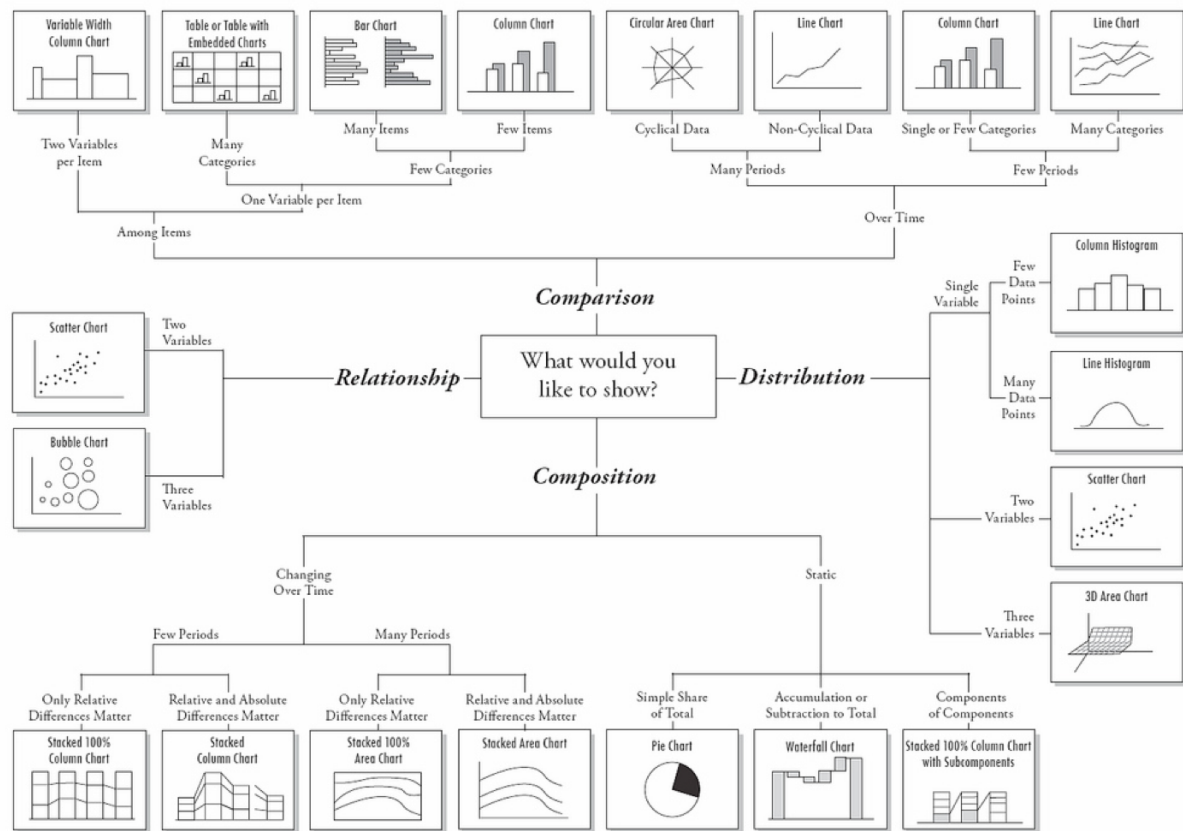 Variable Width
Column Chart
Table or Table with
Embedded Charts
Bar Chart
Column Chart
Circular Area Chart
Line Chart
Column Chart
Line Chart
Two Variables
per Item
Many
Categories
Many Items
Few Items
Cyclical Data
Non-Cyclical Data
Single or Few Categories
Many Categories
Few Categories
Many Periods
Few Periods
One Variable per Item
Among Items
Over Time
Comparison
What would you
like to show?
Relationship
Two
Variables
Scatter Chart
Three
Variables
Bubble Chart
Distribution
Single
Variable
Few
Data
Points
Column Histogram
Many
Data
Points
Line Histogram
Two
Variables
Scatter Chart
Three
Variables
3D Area Chart
Composition
Changing
Over Time
Static
Few Periods
Many Periods
Only Relative
Differences Matter
Relative and Absolute
Differences Matter
Only Relative
Differences Matter
Relative and Absolute
Differences Matter
Simple Share
of Total
Accumulation or
Subtraction to Total
Components
of Components
Stacked 100%
Column Chart
Stacked
Column Chart
Stacked 100%
Area Chart
Stacked Area Chart
Pie Chart
Waterfall Chart
Stacked 100% Column Chart
with Subcomponents